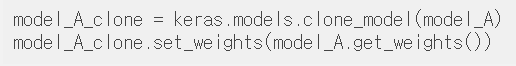 model_A_clone = keras.models.clone_model(model_A)
model_A_clone.set_weights(model_A.get_weights())